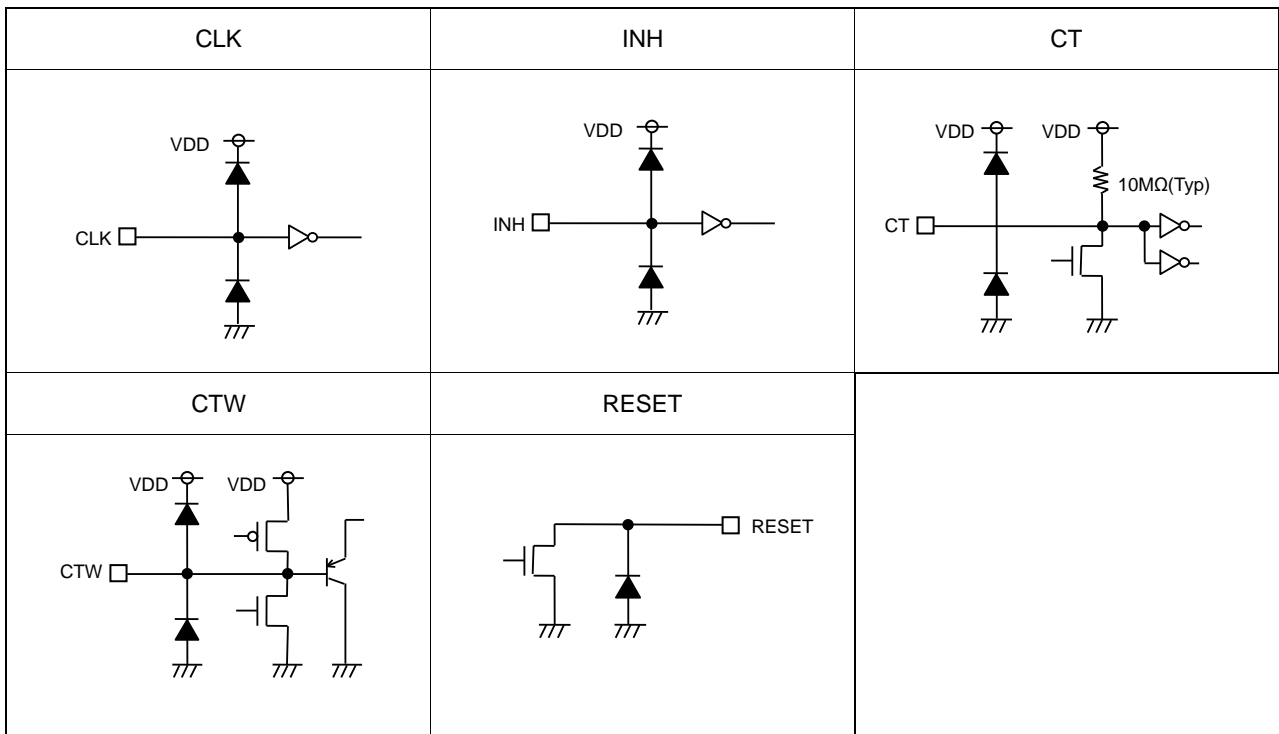 CLK INH CT
VDD
CLK
VDD
INH
VDD VDD
10MΩ(Typ)
CT
CTW RESET
VDD VDD
CTW
RESET